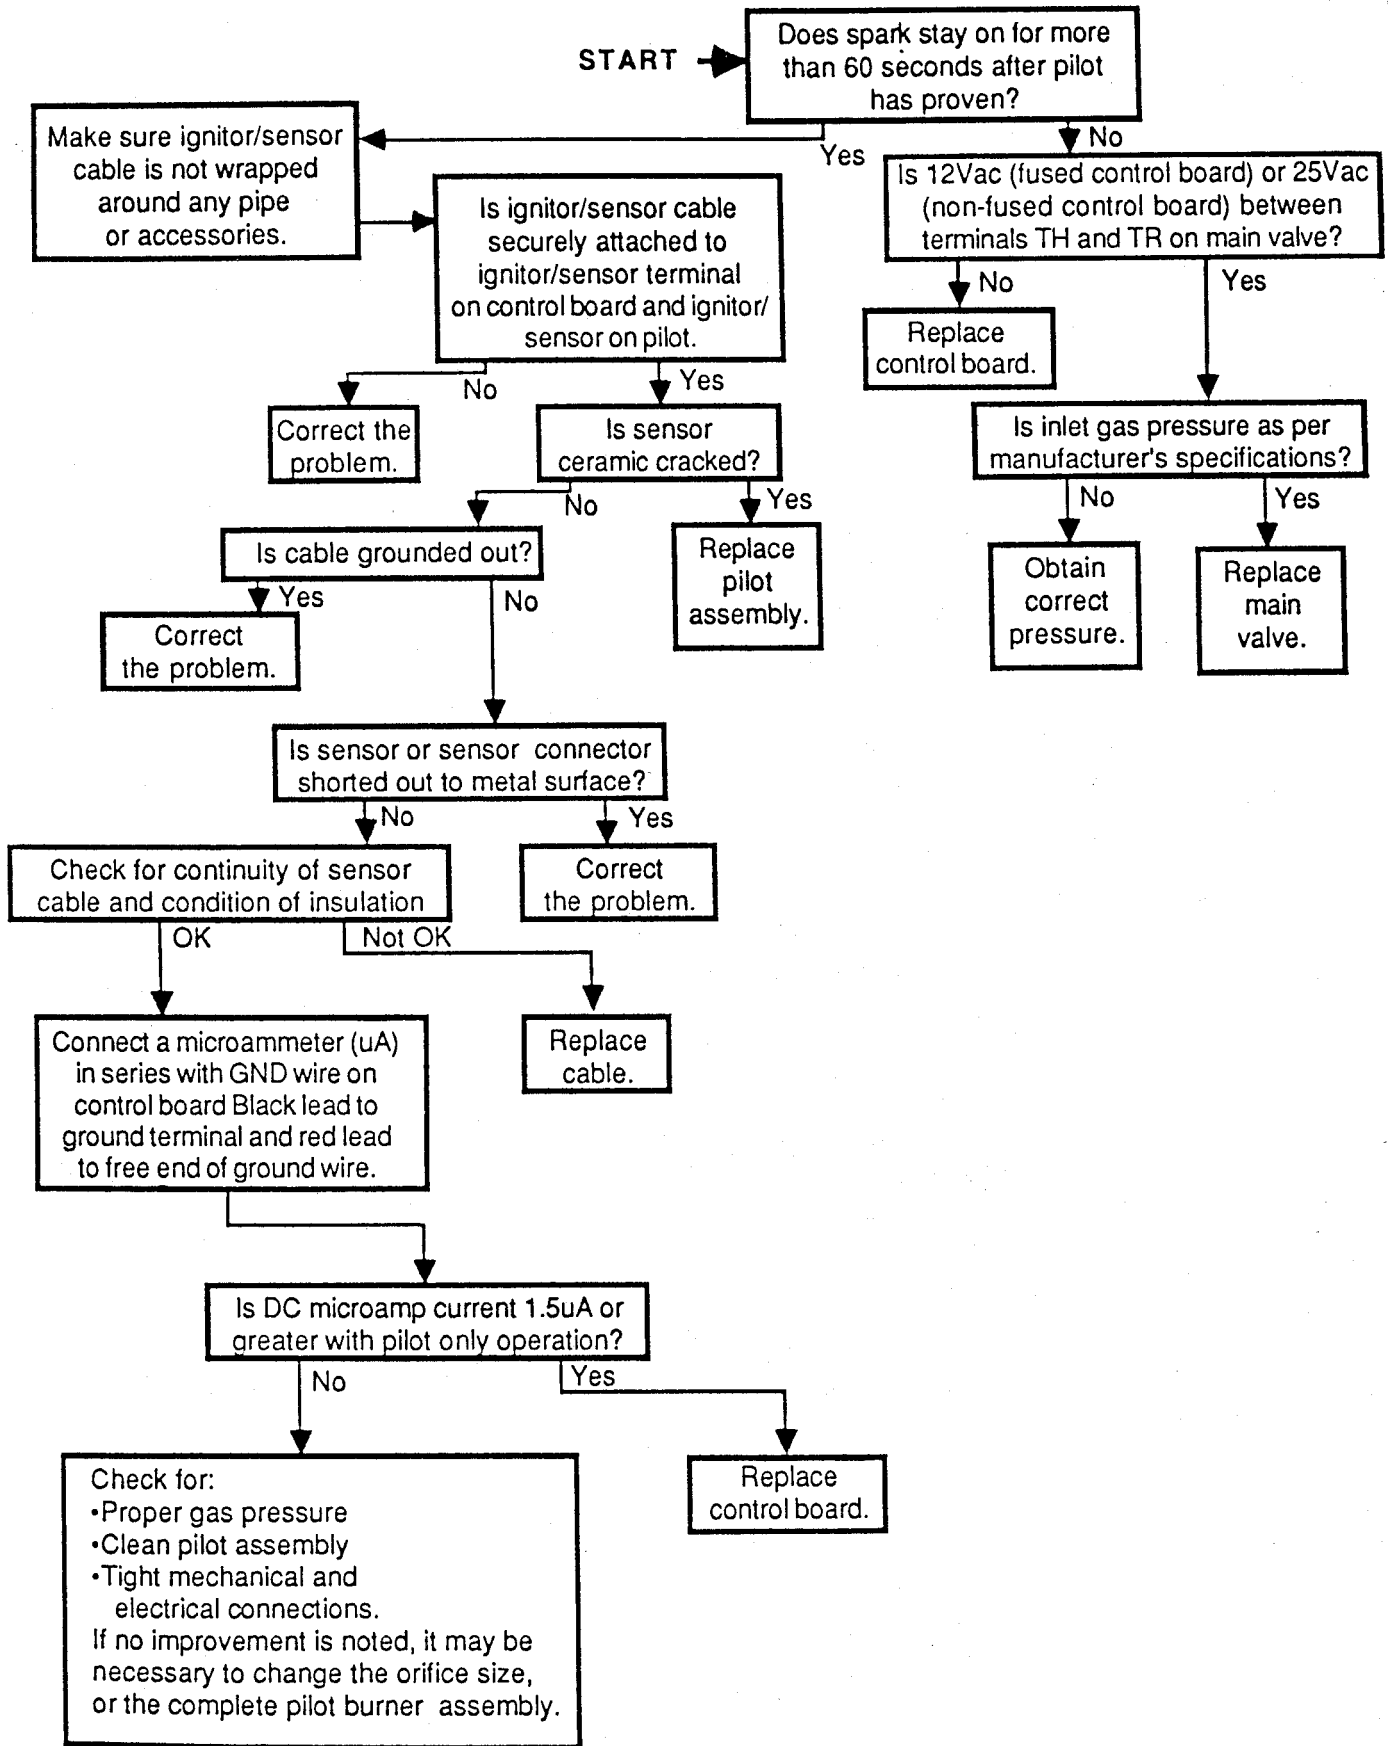 START
Does spark stay on for more
than 60 seconds after pilot
has proven?
Yes
No
Make sure ignitor/sensor
cable is not wrapped
around any pipe
or accessories.
Is 12Vac (fused control board) or 25Vac
(non-fused control board) between
terminals TH and TR on main valve?
Is ignitor/sensor cable
securely attached to
ignitor/sensor terminal
on control board and ignitor/
sensor on pilot.
No
Yes
Replace
control board.
No
Yes
Correct the
problem.
Is sensor
ceramic cracked?
Is inlet gas pressure as per
manufacturer's specifications?
No
Yes
No
Yes
Is cable grounded out?
Replace
pilot
assembly.
Obtain
correct
pressure.
Replace
main
valve.
Yes
No
Correct
the problem.
Is sensor or sensor connector
shorted out to metal surface?
No
Yes
Check for continuity of sensor
cable and condition of insulation
Correct
the problem.
OK
Not OK
Connect a microammeter (uA)
in series with GND wire on
control board Black lead to
ground terminal and red lead
to free end of ground wire.
Replace
cable.
Is DC microamp current 1.5uA or
greater with pilot only operation?
No
Yes
Check for:
•Proper gas pressure
•Clean pilot assembly
•Tight mechanical and
electrical connections.
If no improvement is noted, it may be
necessary to change the orifice size,
or the complete pilot burner assembly.
Replace
control board.